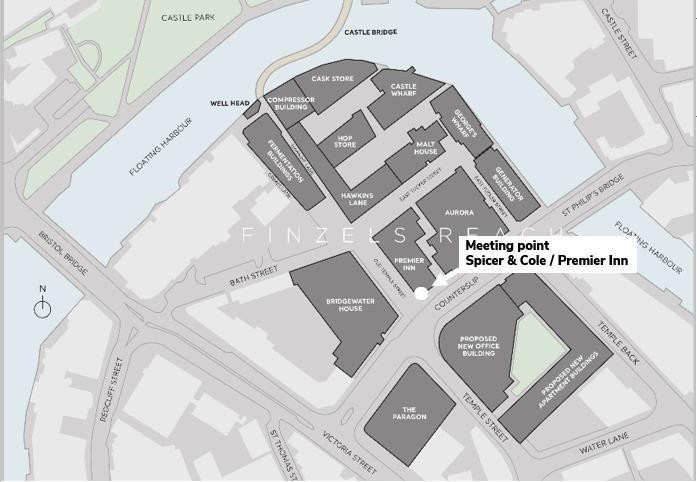 CASTLE PARK
CASTLE BRIDGE
CASTLE STREET
CASK STORE
CASTLE
WHARF
WELL HEAD
COMPRESSOR
BUILDING
GEORGE'S
WHARF
FLOATING HARBOUR
HOP
STORE
MALT
HOUSE
FERMENTATION
BUILDINGS
GENERATOR
BUILDING
HAWKINS
LANE
EAST TUCKER STREET
ST PHILIP'S BRIDGE
AURORA
FINZELS REACH
FLOATING HARBOUR
BRISTOL BRIDGE
Meeting point
Spicer & Cole / Premier Inn
PREMIER
INN
OLD TEMPLE STREET
BATH STREET
N
COUNTERSLIP
BRIDGEWATER
HOUSE
PROPOSED
NEW OFFICE
BUILDING
TEMPLE BACK
PROPOSED NEW
APARTMENT BUILDINGS
REDCLIFF STREET
THE
PARAGON
TEMPLE STREET
WATER LANE
VICTORIA STREET
ST THOMAS ST